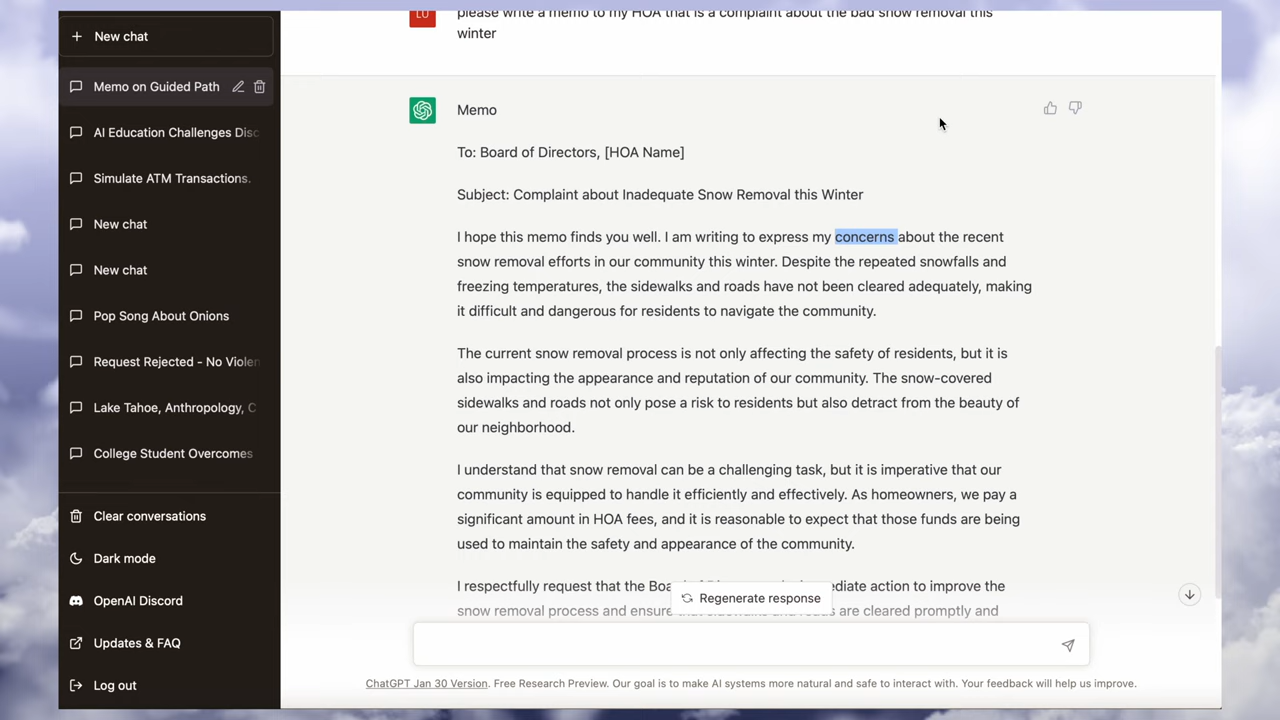 New chat
Memo on Guided Path
AI Education Challenges Disc
Simulate ATM Transactions.
New chat
New chat
Pop Song About Onions
Request Rejected - No Violen
Lake Tahoe, Anthropology, C
College Student Overcomes
Clear conversations
Dark mode
OpenAI Discord
Updates & FAQ
Log out
LU
please write a memo to my HOA that is a complaint about the bad snow removal this
winter
Memo
To: Board of Directors, [HOA Name]
Subject: Complaint about Inadequate Snow Removal this Winter
I hope this memo finds you well. I am writing to express my concerns about the recent
snow removal efforts in our community this winter. Despite the repeated snowfalls and
freezing temperatures, the sidewalks and roads have not been cleared adequately, making
it difficult and dangerous for residents to navigate the community.
The current snow removal process is not only affecting the safety of residents, but it is
also impacting the appearance and reputation of our community. The snow-covered
sidewalks and roads not only pose a risk to residents but also detract from the beauty of
our neighborhood.
I understand that snow removal can be a challenging task, but it is imperative that our
community is equipped to handle it efficiently and effectively. As homeowners, we pay a
significant amount in HOA fees, and it is reasonable to expect that those funds are being
used to maintain the safety and appearance of the community.
I respectfully request that the action to improve the
snow removal process and ensure that sidewalks and roads are cleared promptly and
Regenerate response
ChatGPT Jan 30 Version. Free Research Preview. Our goal is to make AI systems more natural and safe to interact with. Your feedback will help us improve.